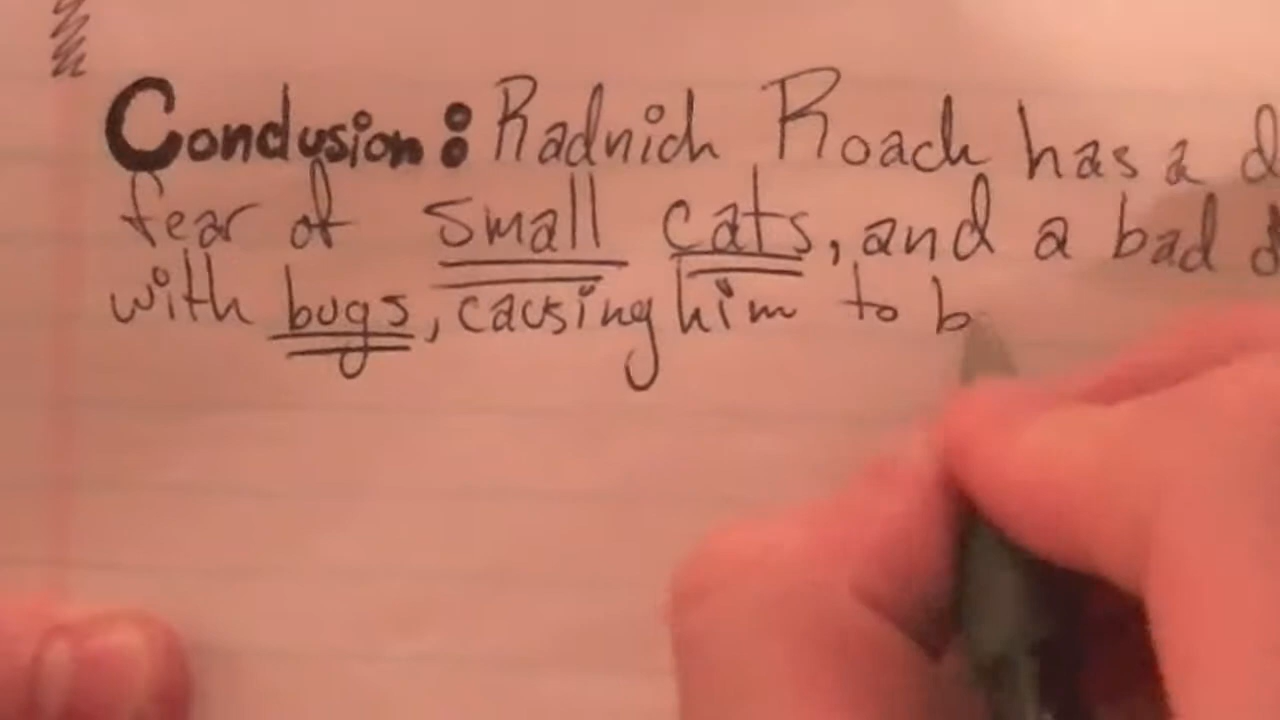 Conclusion: Radnich Roach has a d
fear of small cats, and a bad
with bugs, causing him to b